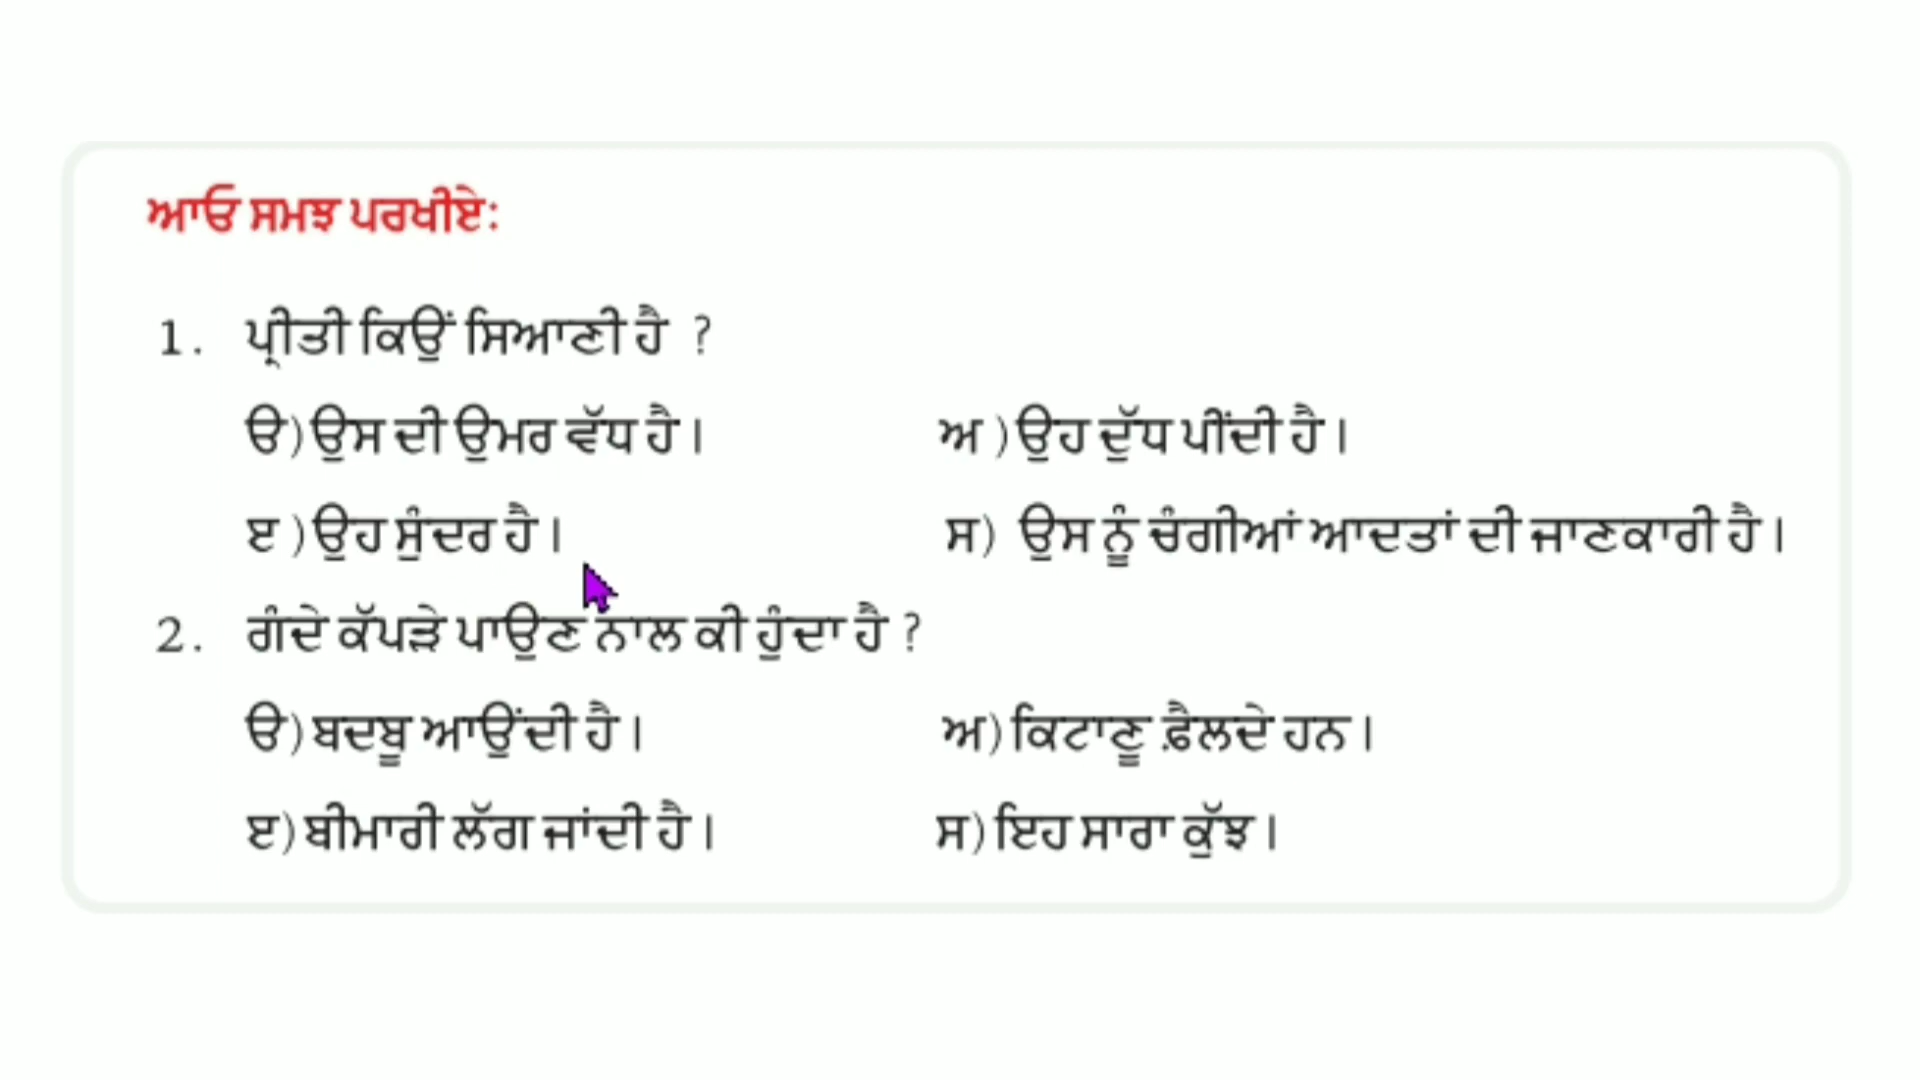 ਆਓ ਸਮਝ ਪਰਖੀਏ:
1. ਪ੍ਰੀਤੀ ਕਿਉਂ ਸਿਆਣੀ ਹੈ ?
ੳ) ਉਸ ਦੀ ਉਮਰ ਵੱਧ ਹੈ। ਅ ) ਉਹ ਦੁੱਧ ਪੀਂਦੀ ਹੈ।
ੲ ) ਉਹ ਸੁੰਦਰ ਹੈ। ਸ) ਉਸ ਨੂੰ ਚੰਗੀਆਂ ਆਦਤਾਂ ਦੀ ਜਾਣਕਾਰੀ ਹੈ।
2. ਗੰਦੇ ਕੱਪੜੇ ਪਾਉਣ ਨਾਲ ਕੀ ਹੁੰਦਾ ਹੈ ?
ੳ) ਬਦਬੂ ਆਉਂਦੀ ਹੈ। ਅ) ਕਿਟਾਣੂ ਫ਼ੈਲਦੇ ਹਨ।
ੲ) ਬੀਮਾਰੀ ਲੱਗ ਜਾਂਦੀ ਹੈ। ਸ) ਇਹ ਸਾਰਾ ਕੁੱਝ।